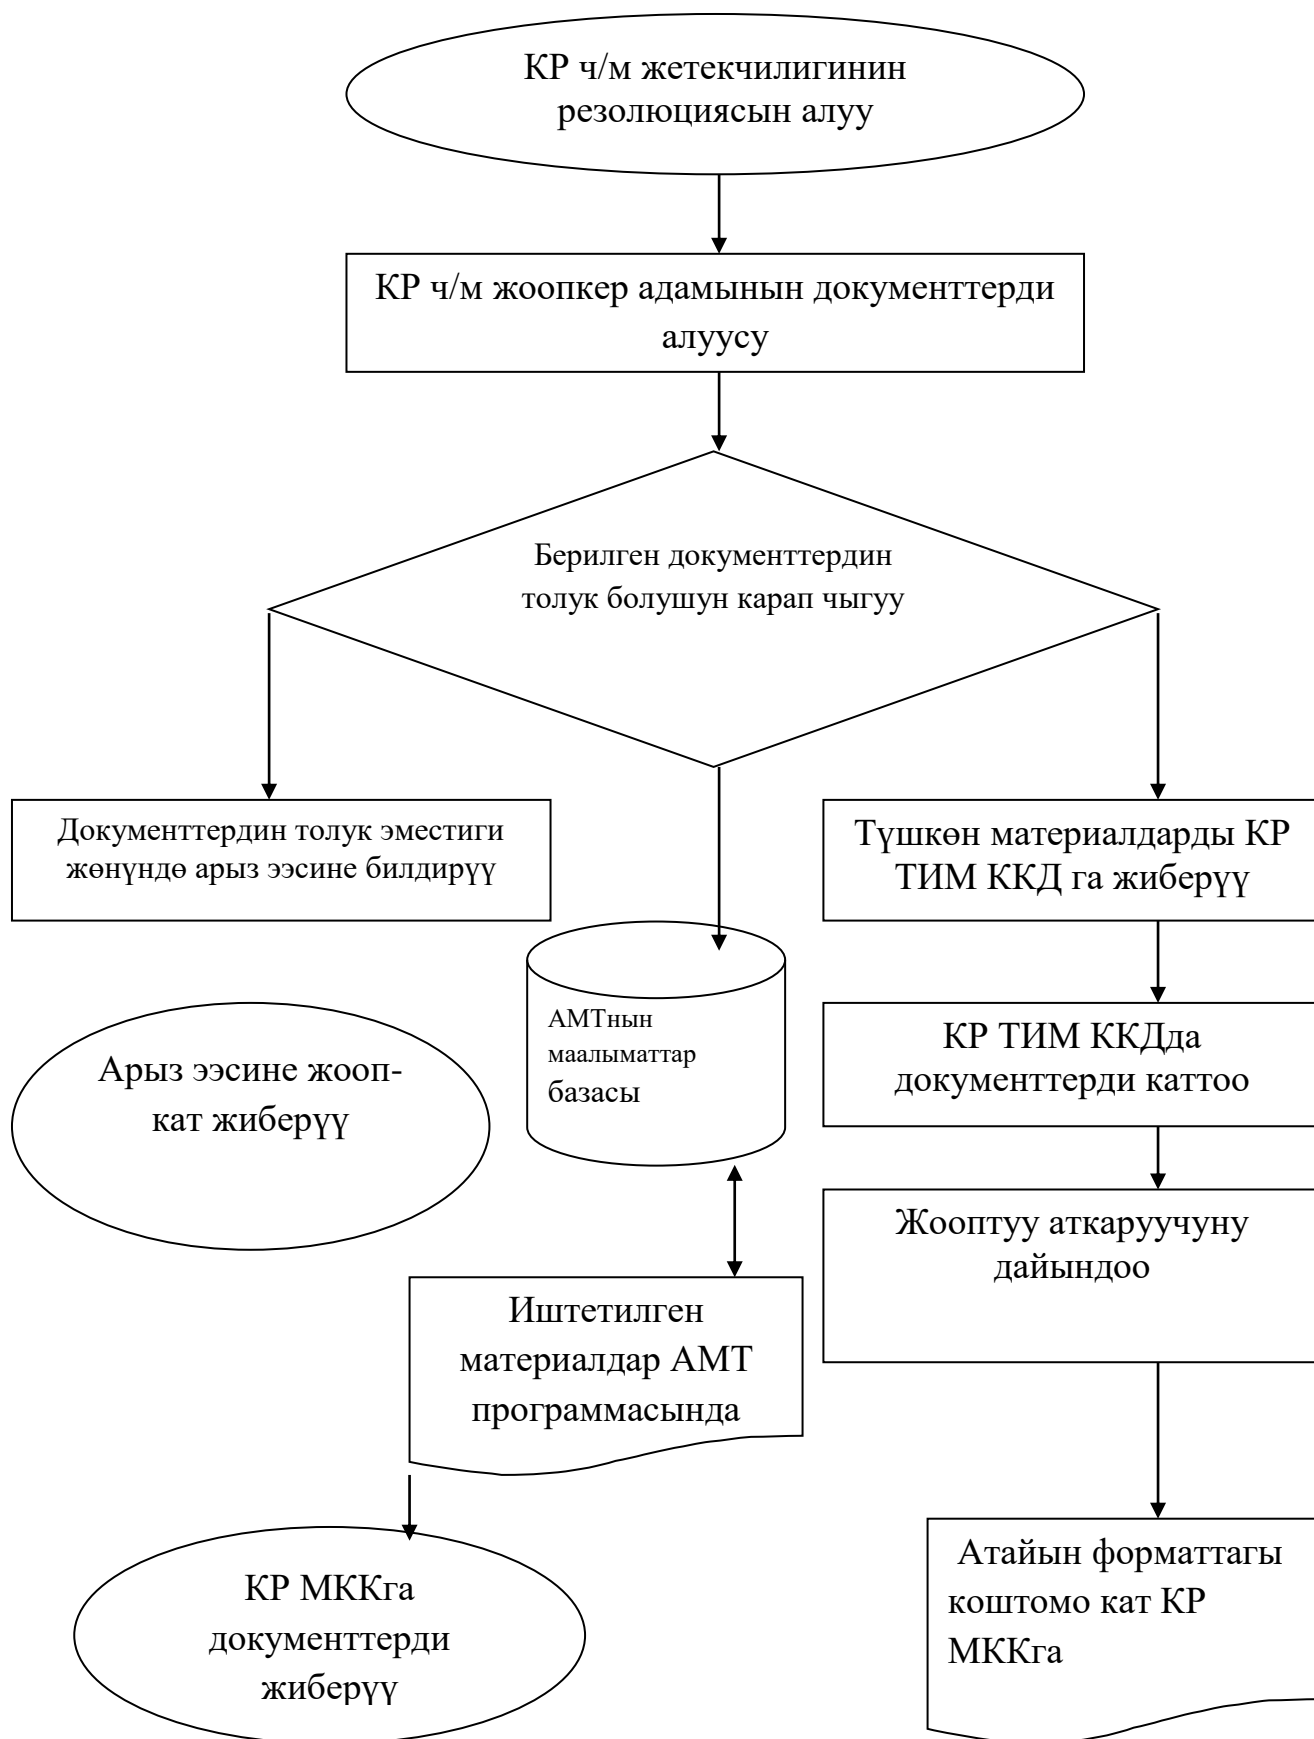 КР ч/м жетекчилигинин
резолюциясын алуу
КР ч/м жоопкер адамынын документтерди
алуусу
Берилген документтердин
толук болушун карап чыгуу
Документтердин толук эместиги
жөнүндө арыз ээсине билдирүү
Түшкөн материалдарды КР
ТИМ ККД га жиберүү
АМТнын
маалыматтар
базасы
КР ТИМ ККДда
документтерди каттоо
Арыз ээсине жооп-
кат жиберүү
Жооптуу аткаруучуну
дайындоо
Иштетилген
материалдар АМТ
программасында
КР МККга
документтерди
жиберүү
Атайын форматтагы
коштомо кат КР
МККга